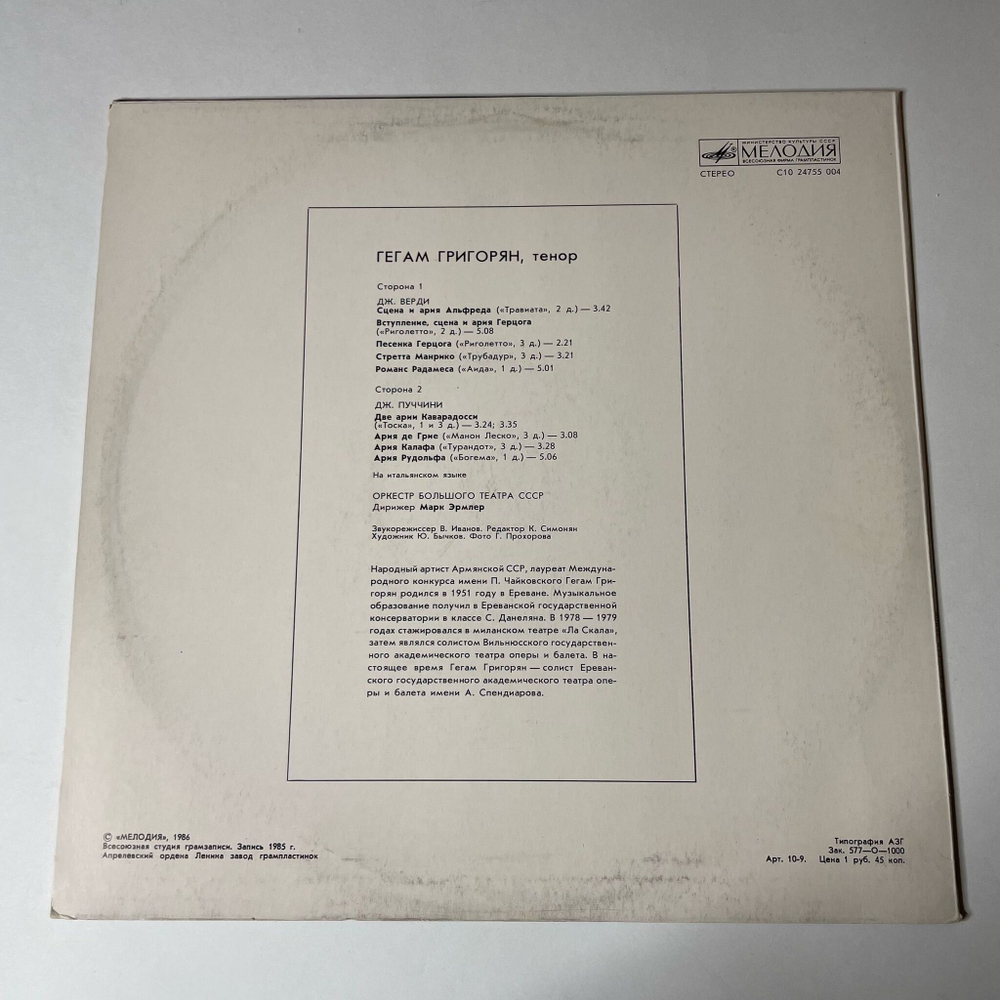 МИНИСТЕРСТВО КУЛЬТУРЫ СССР
МЕЛОДИЯ
ВСЕСОЮЗНАЯ ФИРМА ГРАМПЛАСТИНОК
СТЕРЕО С10 24755 004
ГЕГАМ ГРИГОРЯН, тенор
Сторона 1
ДЖ. ВЕРДИ
Сцена и ария Альфреда («Травиата», 2 д.) — 3.42
Вступление, сцена и ария Герцога
(«Риголетто», 2 д.) — 5.08
Песенка Герцога («Риголетто», 3 д.) — 2.21
Стретта Манрико («Трубадур», 3 д.) — 3.21
Романс Радамеса («Аида», 1 д.) — 5.01
Сторона 2
ДЖ. ПУЧЧИНИ
Две арии Каварадосси
(«Тоска», 1 и 3 д.) — 3.24; 3.35
Ария де Грие («Манон Леско», 3 д.) — 3.08
Ария Калафа («Турандот», 3 д.) — 3.28
Ария Рудольфа («Богема», 1 д.) — 5.06
На итальянском языке
ОРКЕСТР БОЛЬШОГО ТЕАТРА СССР
Дирижер Марк Эрмлер
Звукорежиссер В. Иванов. Редактор К. Симонян
Художник Ю. Бычков. Фото Г. Прохорова
Народный артист Армянской ССР, лауреат Междуна-
родного конкурса имени П. Чайковского Гегам Гри-
горян родился в 1951 году в Ереване. Музыкальное
образование получил в Ереванской государственной
консерватории в классе С. Данеляна. В 1978 — 1979
годах стажировался в миланском театре «Ла Скала»,
затем являлся солистом Вильнюсского государствен-
ного академического театра оперы и балета. В на-
стоящее время Гегам Григорян — солист Ереван-
ского государственного академического театра опе-
ры и балета имени А. Спендиарова.
© «МЕЛОДИЯ», 1986
Всесоюзная студия грамзаписи. Запись 1985 г.
Апрелевский ордена Ленина завод грампластинок
Типография АЗГ
Зак. 577—О—1000
Арт. 10-9. Цена 1 руб. 45 коп.